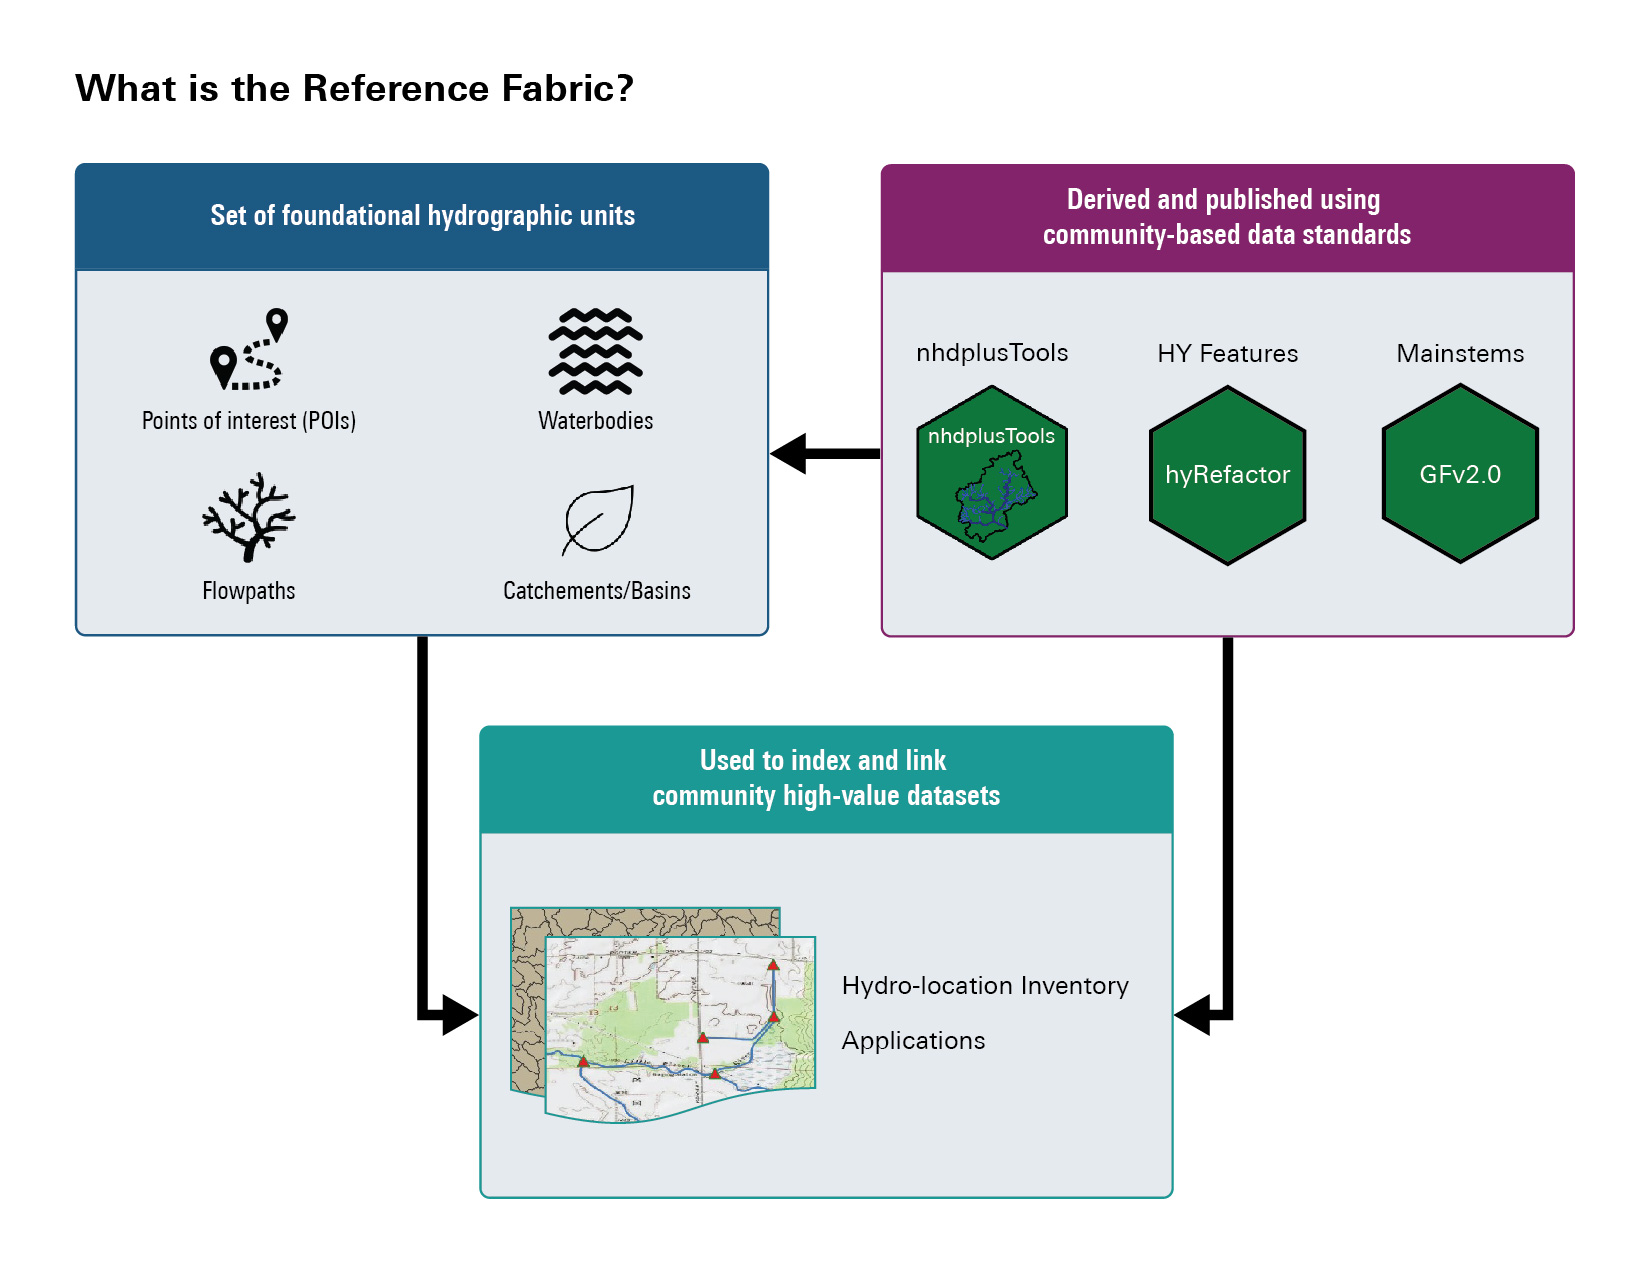 What is the Reference Fabric?
Set of foundational hydrographic units
Points of interest (POIs)
Waterbodies
Flowpaths
Catchements/Basins
Derived and published using
community-based data standards
nhdplusTools
HY Features
Mainstems
nhdplusTools
hyRefactor
GFv2.0
Used to index and link
community high-value datasets
Hydro-location Inventory
Applications